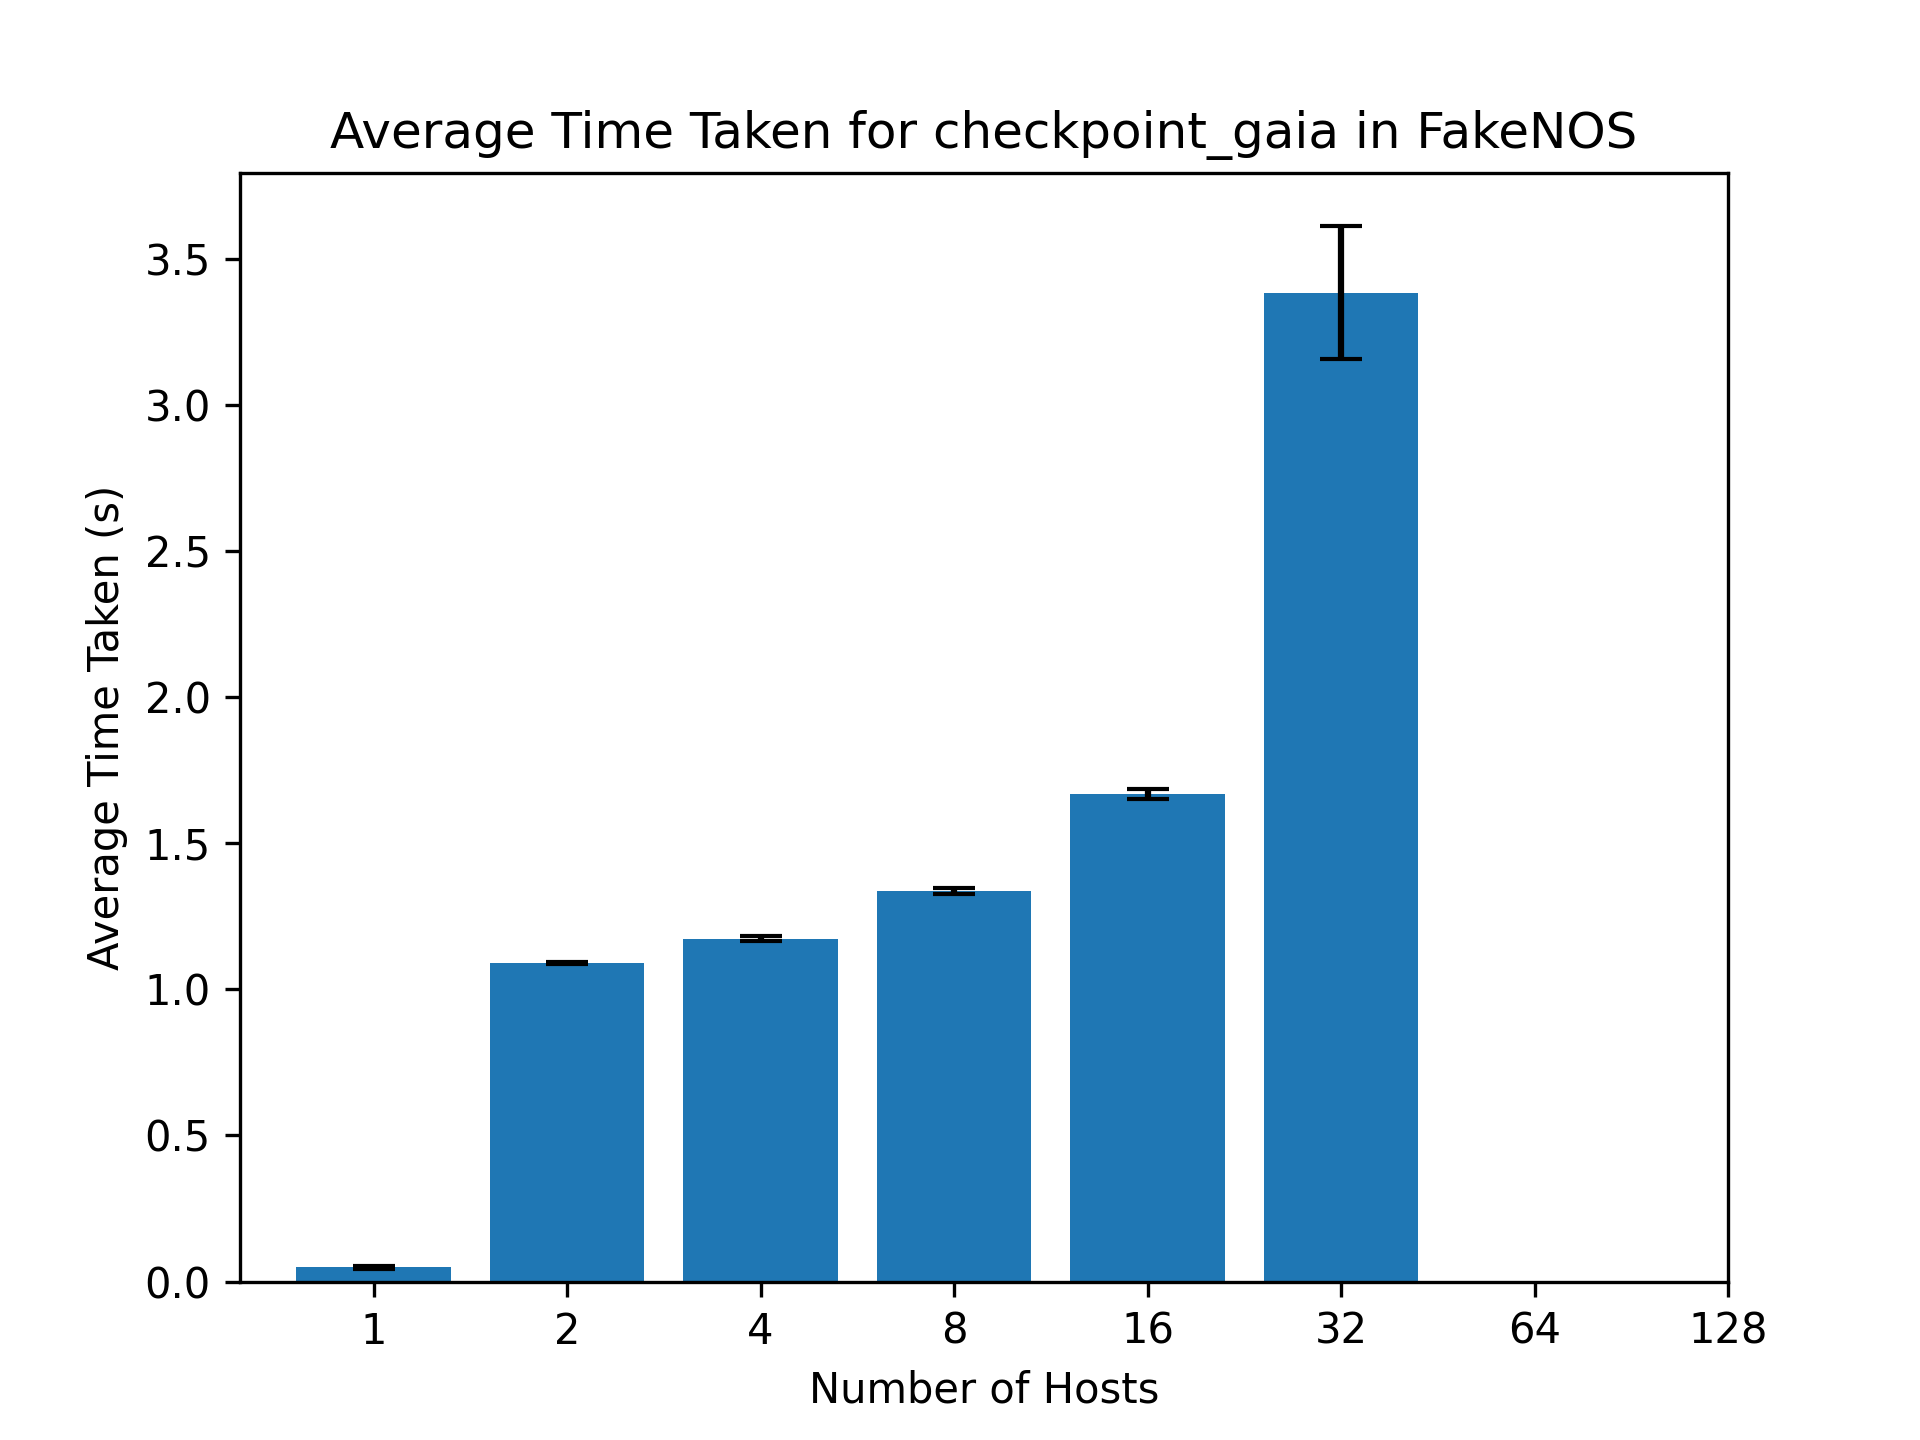 Average Time Taken for checkpoint_gaia in FakeNOS
Average Time Taken (s)
3.5
3.0
2.5
2.0
1.5
1.0
0.5
0.0
1 2 4 8 16 32 64 128
Number of Hosts